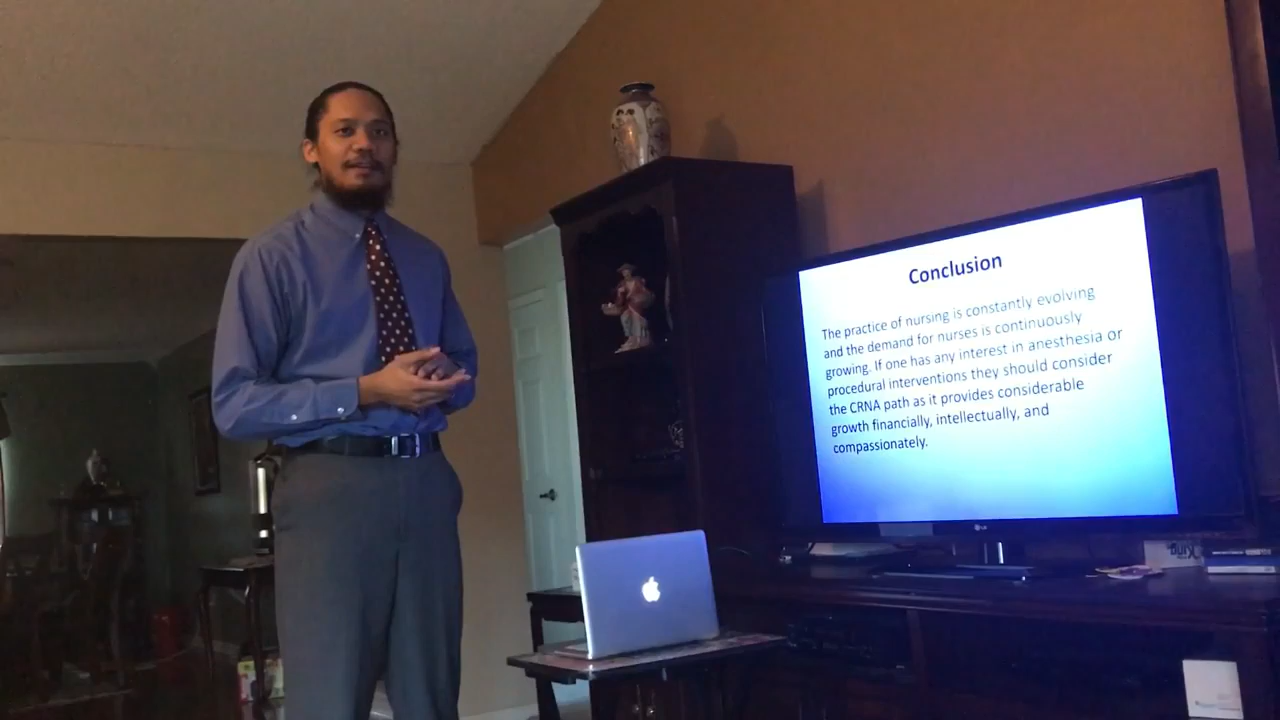 Conclusion
The practice of nursing is constantly evolving
and the demand for nurses is continuously
growing. If one has any interest in anesthesia or
procedural interventions they should consider
the CRNA path as it provides considerable
growth financially, intellectually, and
compassionately.
LG
King